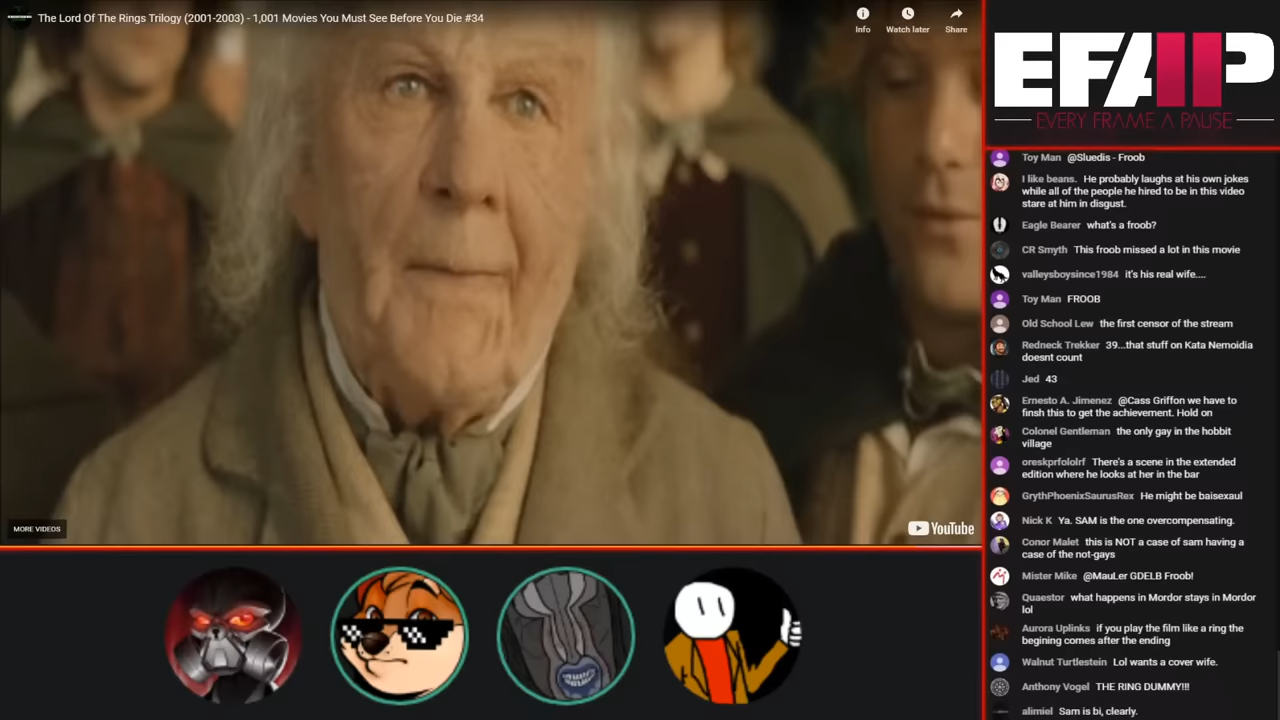 The Lord Of The Rings Trilogy (2001-2003) - 1,001 Movies You Must See Before You Die #34
Info
Watch later
Share
MORE VIDEOS
YouTube
EFAP
EVERY FRAME A PAUSE
Toy Man @Sluedis - Froob
I like beans. He probably laughs at his own jokes
while all of the people he hired to be in this video
stare at him in disgust.
Eagle Bearer what's a froob?
CR Smyth This froob missed a lot in this movie
valleysboysince1984 it's his real wife....
Toy Man FROOB
Old School Lew the first censor of the stream
Redneck Trekker 39...that stuff on Kata Nemoidia
doesnt count
Jed 43
Ernesto A. Jimenez @Cass Griffon we have to
finsh this to get the achievement. Hold on
Colonel Gentleman the only gay in the hobbit
village
oreskprfololrf There's a scene in the extended
edition where he looks at her in the bar
GrythPhoenixSaurusRex He might be baisexaul
Nick K Ya. SAM is the one overcompensating.
Conor Malet this is NOT a case of sam having a
case of the not-gays
Mister Mike @MauLer GDELB Froob!
Quaestor what happens in Mordor stays in Mordor
lol
Aurora Uplinks if you play the film like a ring the
begining comes after the ending
Walnut Turtlestein Lol wants a cover wife.
Anthony Vogel THE RING DUMMY!!!
alimiel Sam is bi, clearly.